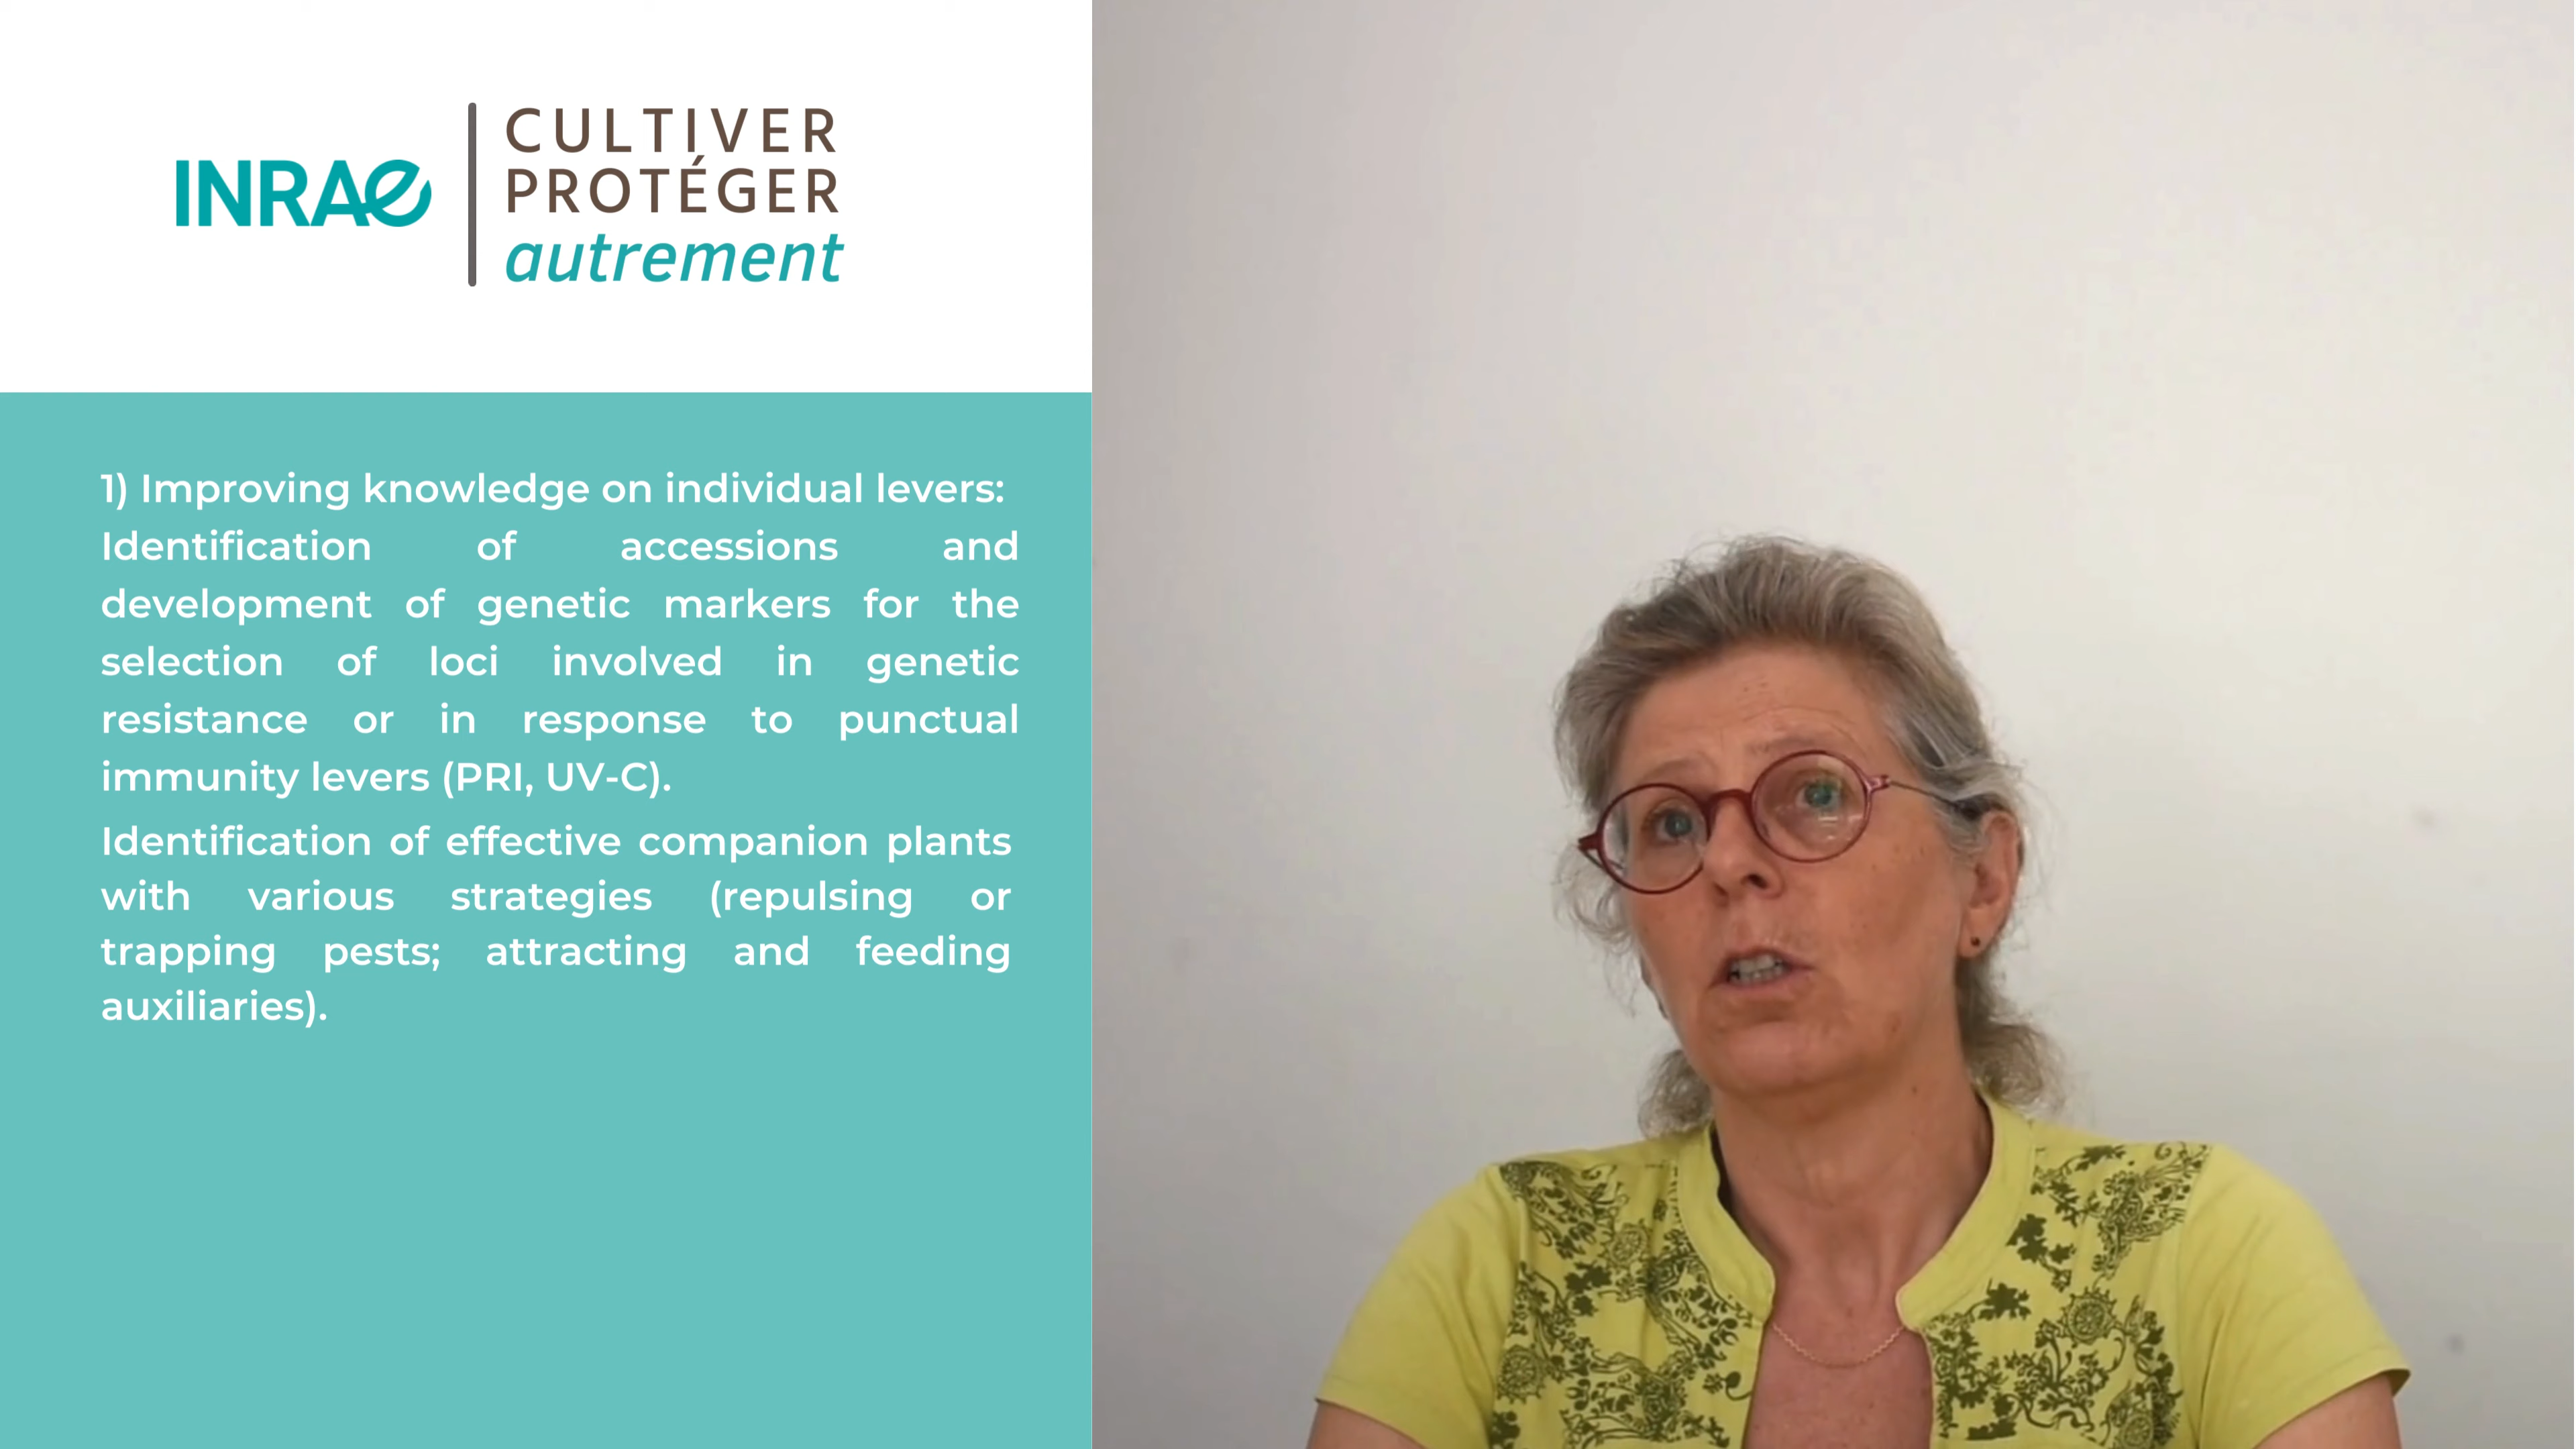 INRAE
CULTIVER
PROTÉGER
autrement
1) Improving knowledge on individual levers:
Identification of accessions and
development of genetic markers for the
selection of loci involved in genetic
resistance or in response to punctual
immunity levers (PRI, UV-C).
Identification of effective companion plants
with various strategies (repulsing or
trapping pests; attracting and feeding
auxiliaries).